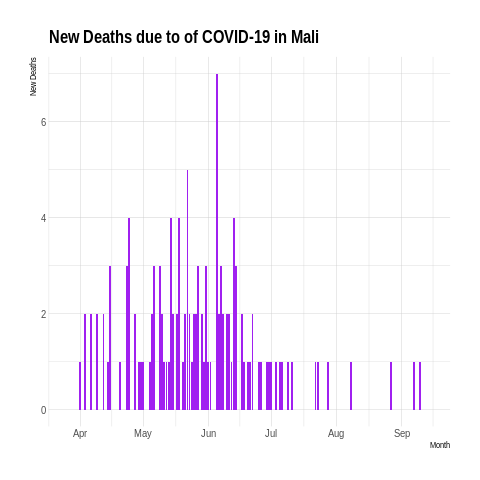 New Deaths due to of COVID-19 in Mali
New Deaths
6
4
2
0
Apr May Jun Jul Aug Sep
Month